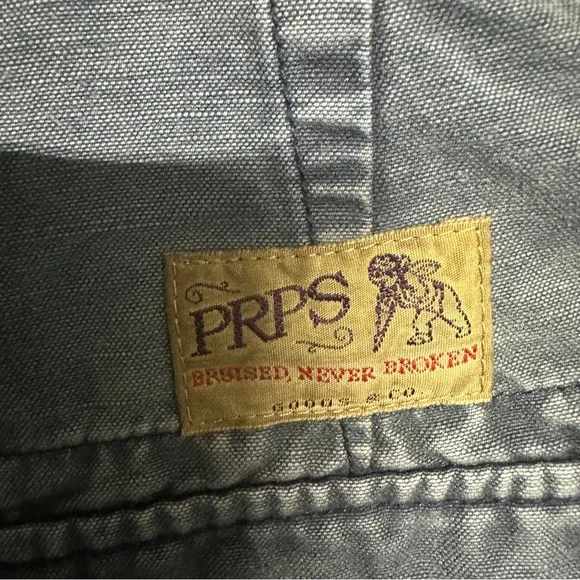 PRPS
BRUISED, NEVER BROKEN
GOODS & CO.